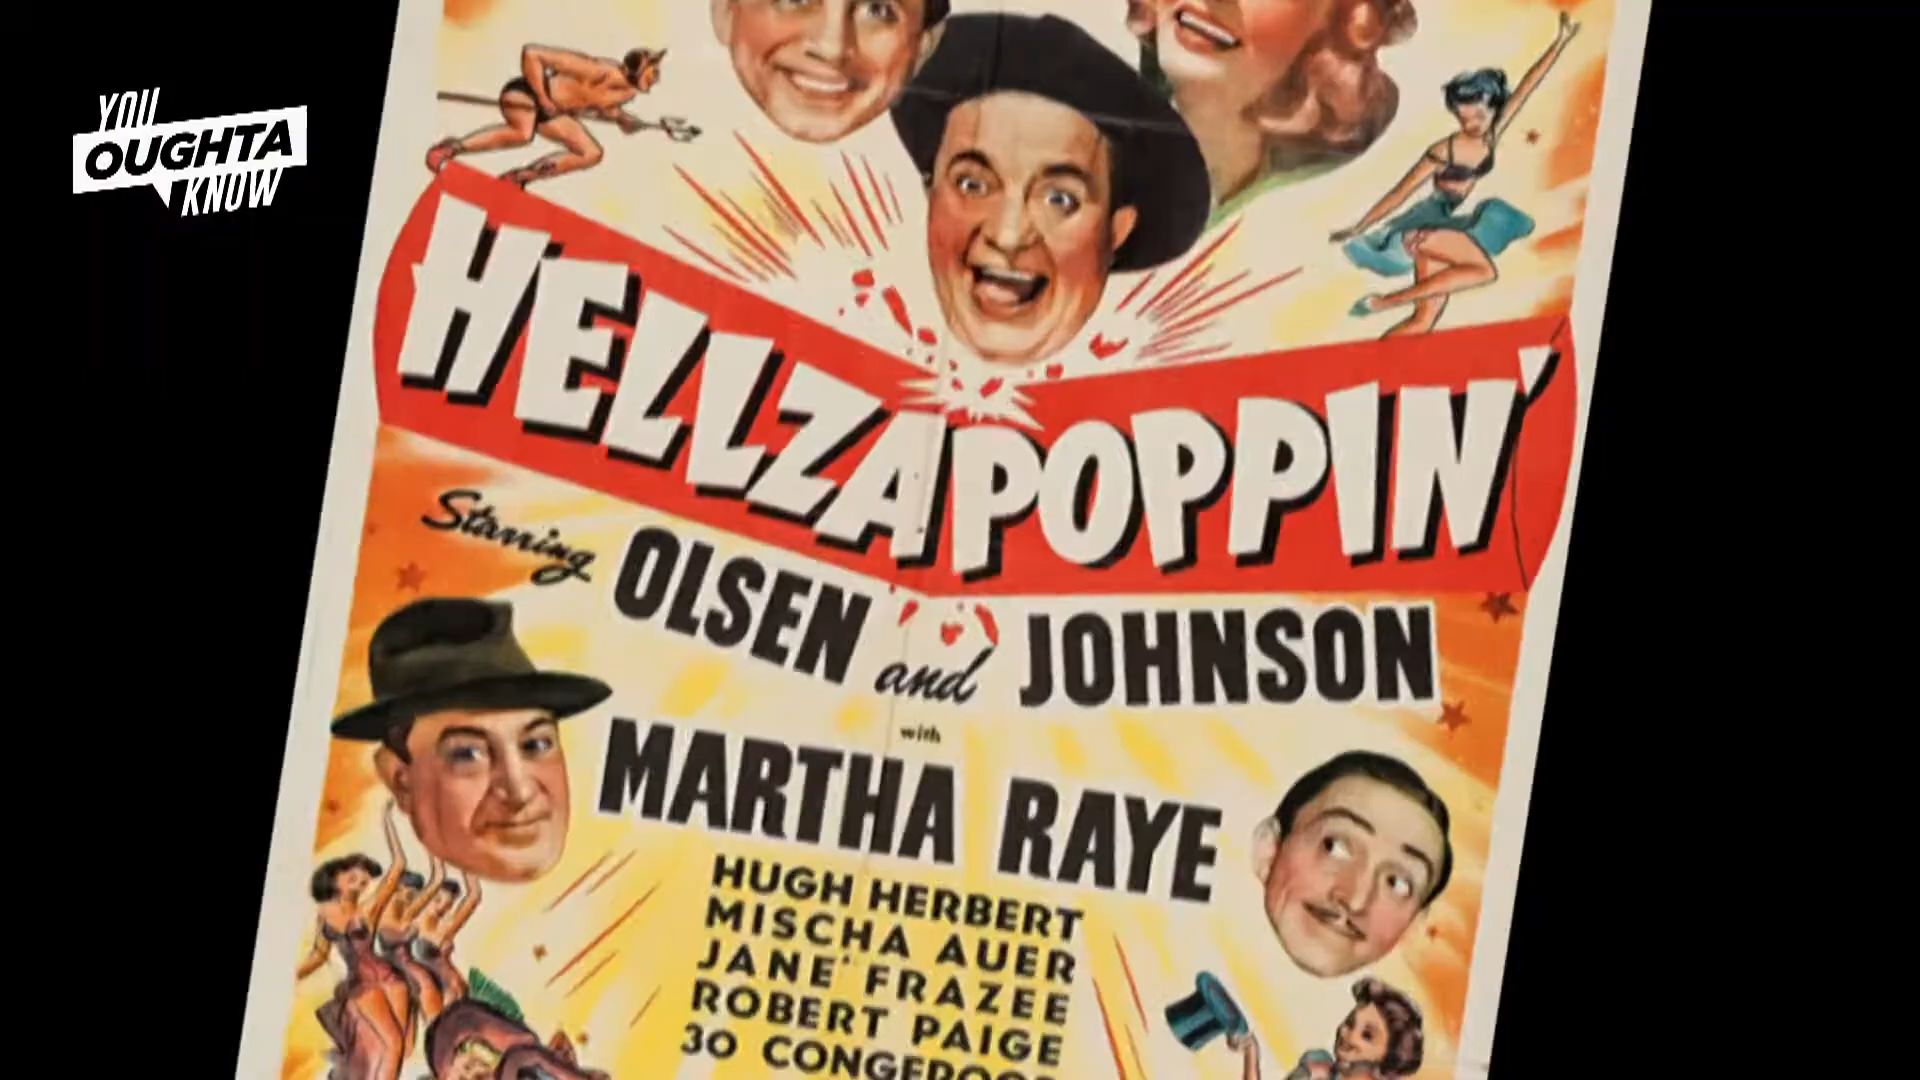 YOU
OUGHTA
KNOW
HELLZAPOPPIN'
Starring OLSEN and JOHNSON
with
MARTHA RAYE
HUGH HERBERT
MISCHA AUER
JANE FRAZEE
ROBERT PAIGE
30